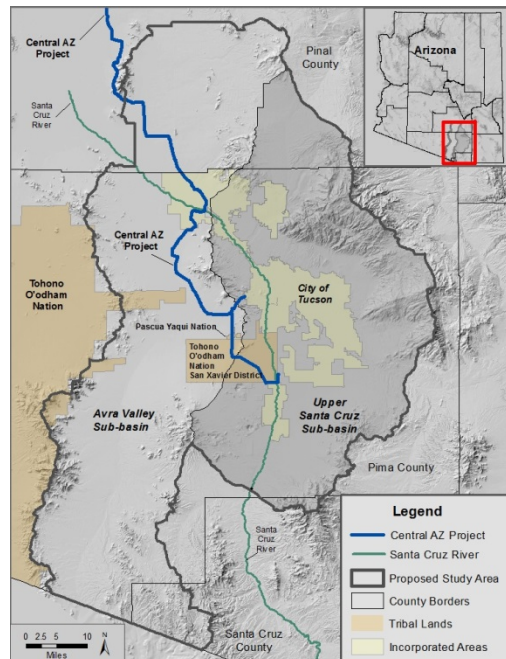 Central AZ
Project
Pinal
County
Arizona
Santa
Cruz
River
Central AZ
Project
Tohono
O'odham
Nation
City of
Tucson
Pascua Yaqui Nation
Tohono
O'odham
Nation
San Xavier District
Avra Valley
Sub-basin
Upper
Santa Cruz
Sub-basin
Pima County
Santa
Cruz
River
Santa Cruz
County
Legend
Central AZ Project
Santa Cruz River
Proposed Study Area
County Borders
Tribal Lands
Incorporated Areas
0 2.5 5 10
Miles
N